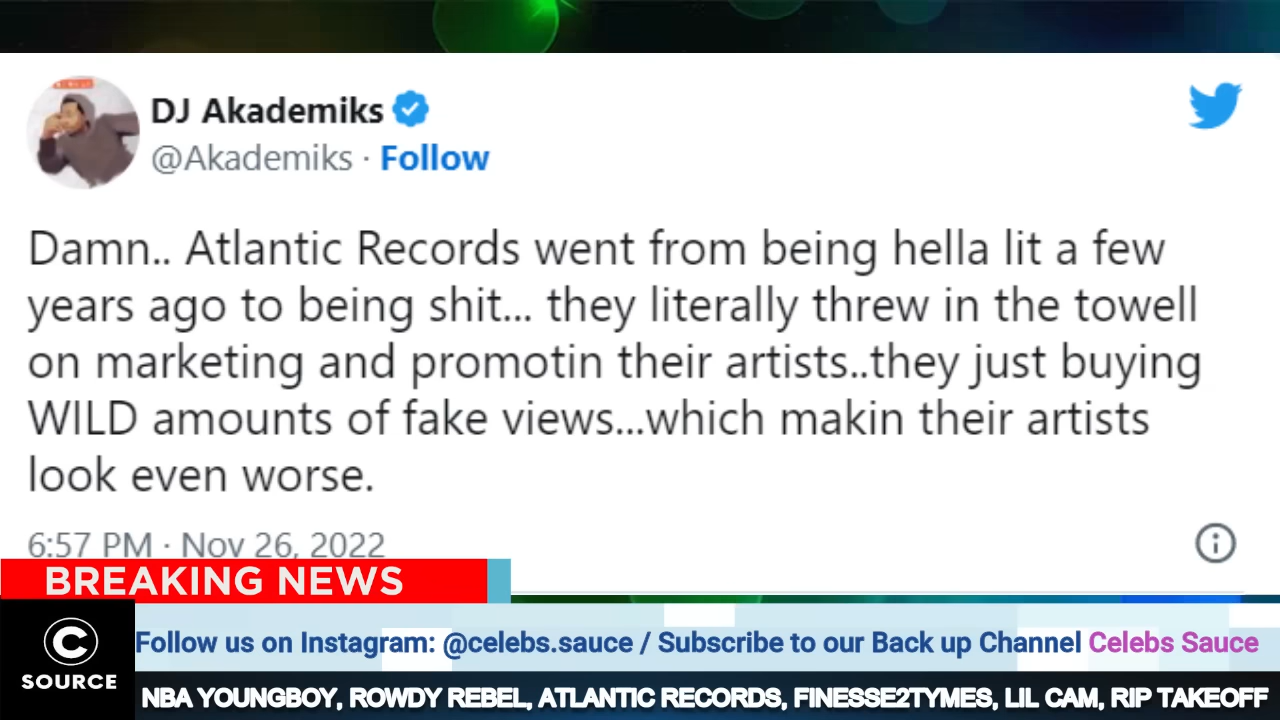 DJ Akademiks
@Akademiks · Follow
Damn.. Atlantic Records went from being hella lit a few
years ago to being shit... they literally threw in the towell
on marketing and promotin their artists..they just buying
WILD amounts of fake views...which makin their artists
look even worse.
6:57 PM · Nov 26, 2022
BREAKING NEWS
C
SOURCE
Follow us on Instagram: @celebs.sauce / Subscribe to our Back up Channel Celebs Sauce
NBA YOUNGBOY, ROWDY REBEL, ATLANTIC RECORDS, FINESSE2TYMES, LIL CAM, RIP TAKEOFF